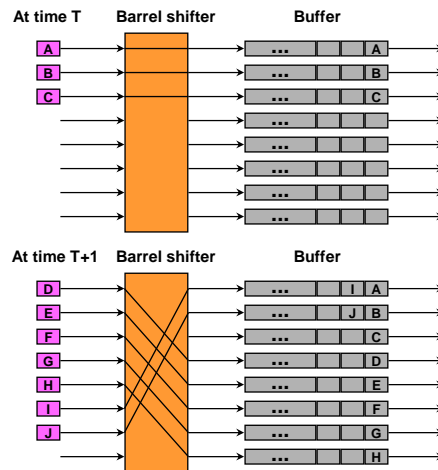 At time T Barrel shifter Buffer
A ... A
B ... B
C ... C
...
...
...
...
...
At time T+1 Barrel shifter Buffer
D ... I A
E ... J B
F ... C
G ... D
H ... E
I ... F
J ... G
... H